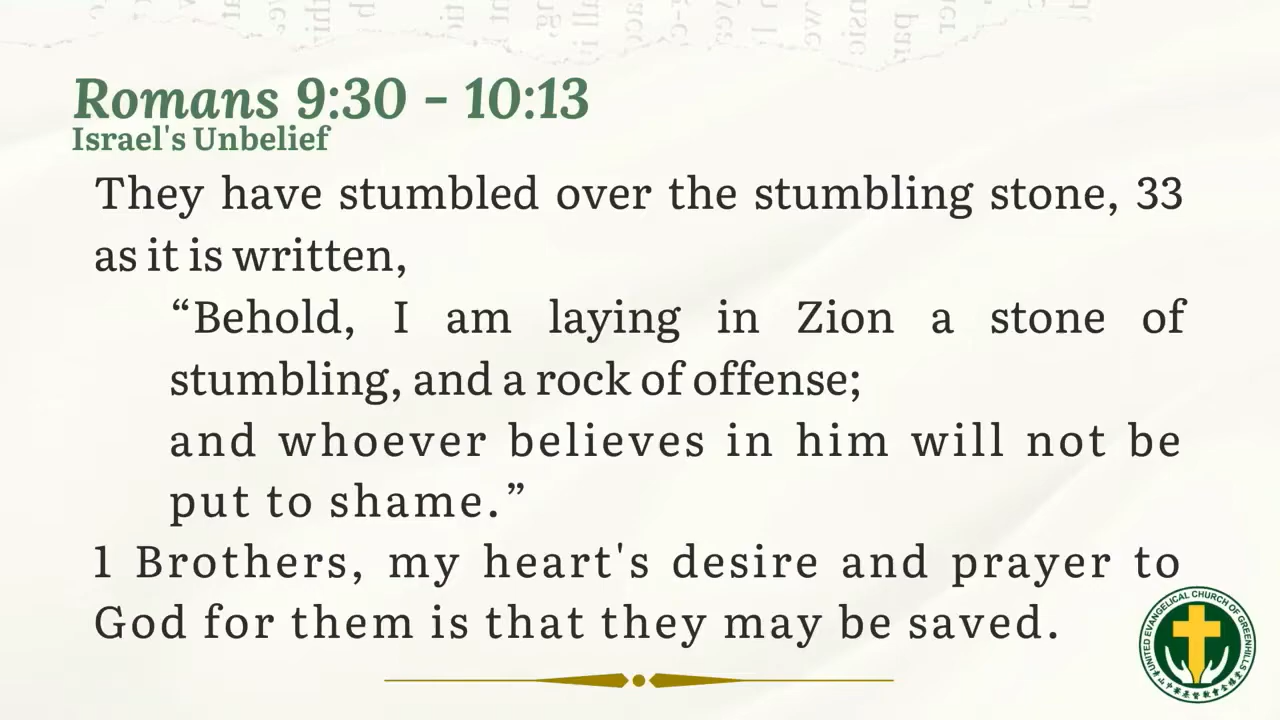 Romans 9:30 – 10:13
Israel's Unbelief
They have stumbled over the stumbling stone, 33
as it is written,
“Behold, I am laying in Zion a stone of
stumbling, and a rock of offense;
and whoever believes in him will not be
put to shame.”
1 Brothers, my heart's desire and prayer to
God for them is that they may be saved.
UNITED EVANGELICAL CHURCH OF GREENHILLS